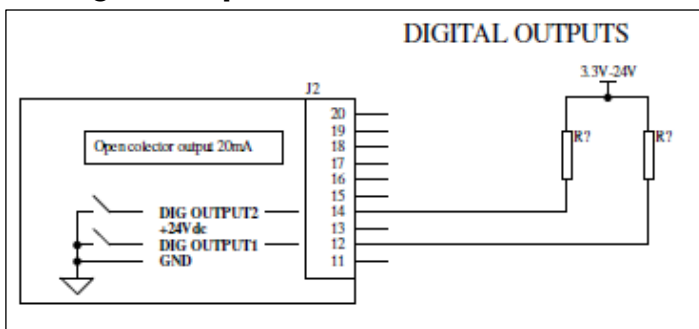 DIGITAL OUTPUTS
3.3V-24V
J2
20
19
18
17
16
15
14
13
12
11
Open colector output 20mA
R?
R?
DIG OUTPUT2
+24Vdc
DIG OUTPUT1
GND